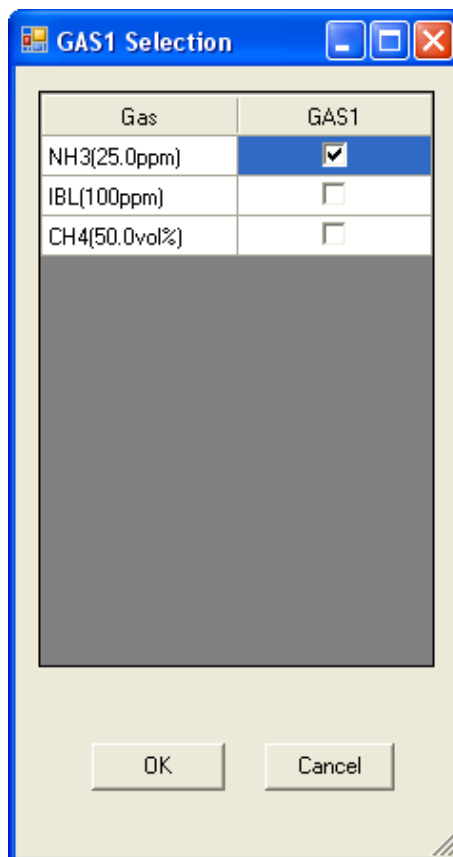 GAS1 Selection
Gas GAS1
NH3(25.0ppm)
IBL(100ppm)
CH4(50.0vol%)
OK Cancel